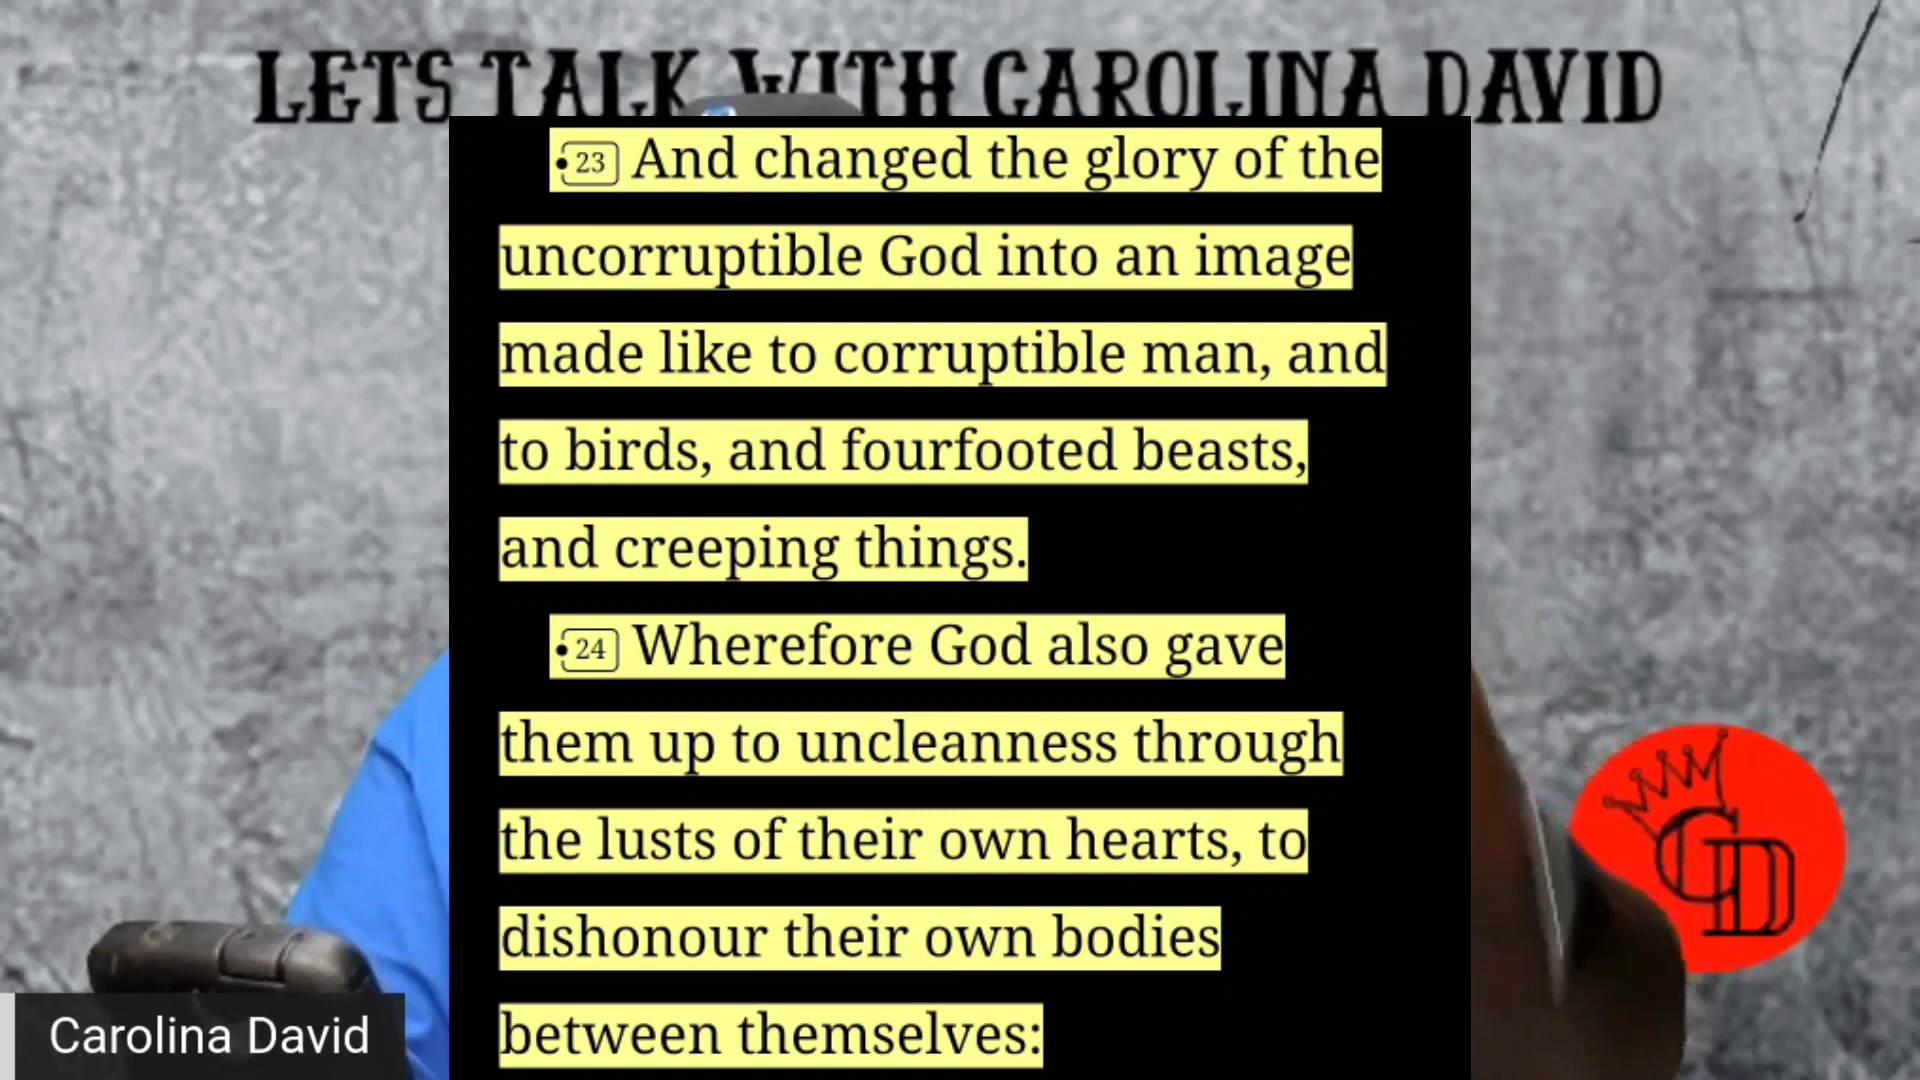 LETS TALK WITH CAROLINA DAVID
23 And changed the glory of the
uncorruptible God into an image
made like to corruptible man, and
to birds, and fourfooted beasts,
and creeping things.
24 Wherefore God also gave
them up to uncleanness through
the lusts of their own hearts, to
dishonour their own bodies
between themselves:
CD
Carolina David